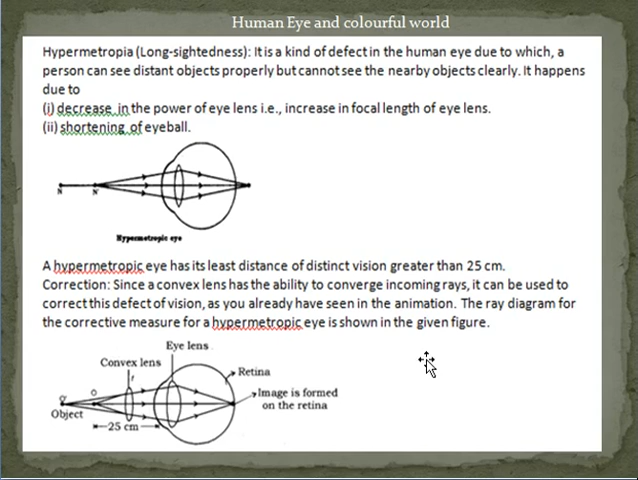 Human Eye and colourful world
Hypermetropia (Long-sightedness): It is a kind of defect in the human eye due to which, a
person can see distant objects properly but cannot see the nearby objects clearly. It happens
due to
(i) decrease in the power of eye lens i.e., increase in focal length of eye lens.
(ii) shortening of eyeball.
N N'
Hypermetropic eye
A hypermetropic eye has its least distance of distinct vision greater than 25 cm.
Correction: Since a convex lens has the ability to converge incoming rays, it can be used to
correct this defect of vision, as you already have seen in the animation. The ray diagram for
the corrective measure for a hypermetropic eye is shown in the given figure.
Eye lens
Convex lens
Retina
O' O
Object
Image is formed
on the retina
25 cm